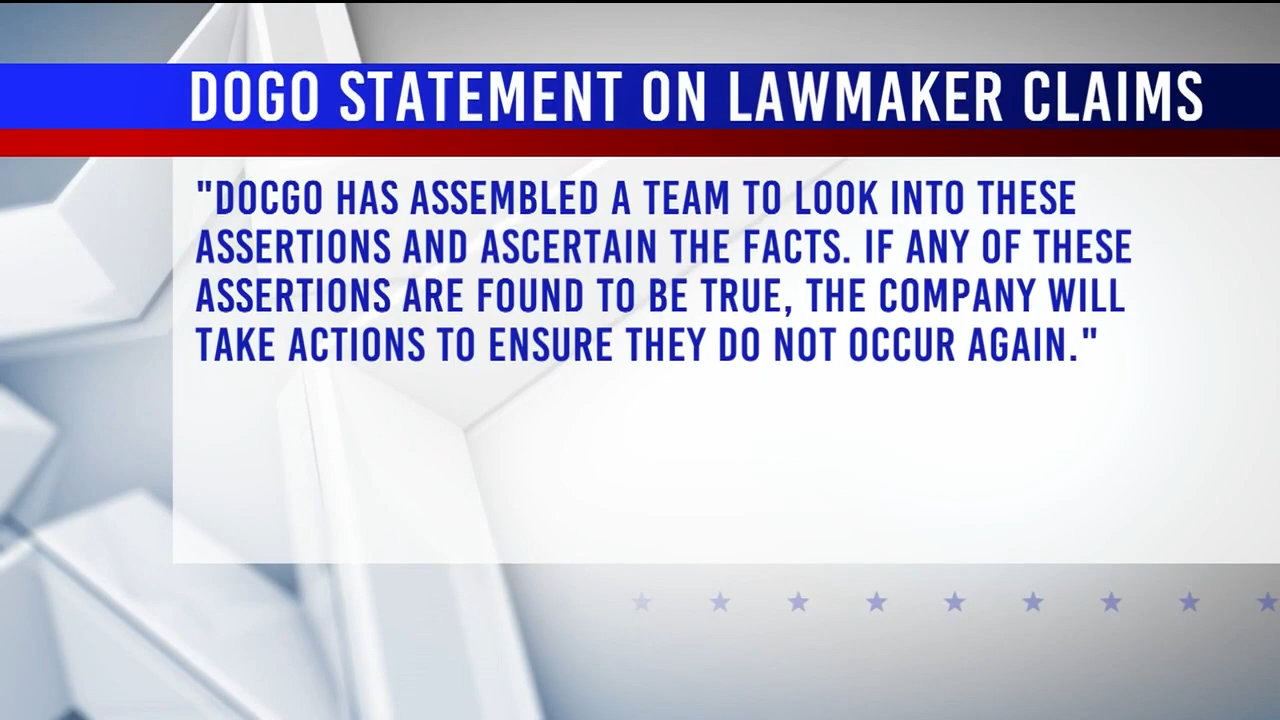 DOGO STATEMENT ON LAWMAKER CLAIMS
"DOCGO HAS ASSEMBLED A TEAM TO LOOK INTO THESE
ASSERTIONS AND ASCERTAIN THE FACTS. IF ANY OF THESE
ASSERTIONS ARE FOUND TO BE TRUE, THE COMPANY WILL
TAKE ACTIONS TO ENSURE THEY DO NOT OCCUR AGAIN."